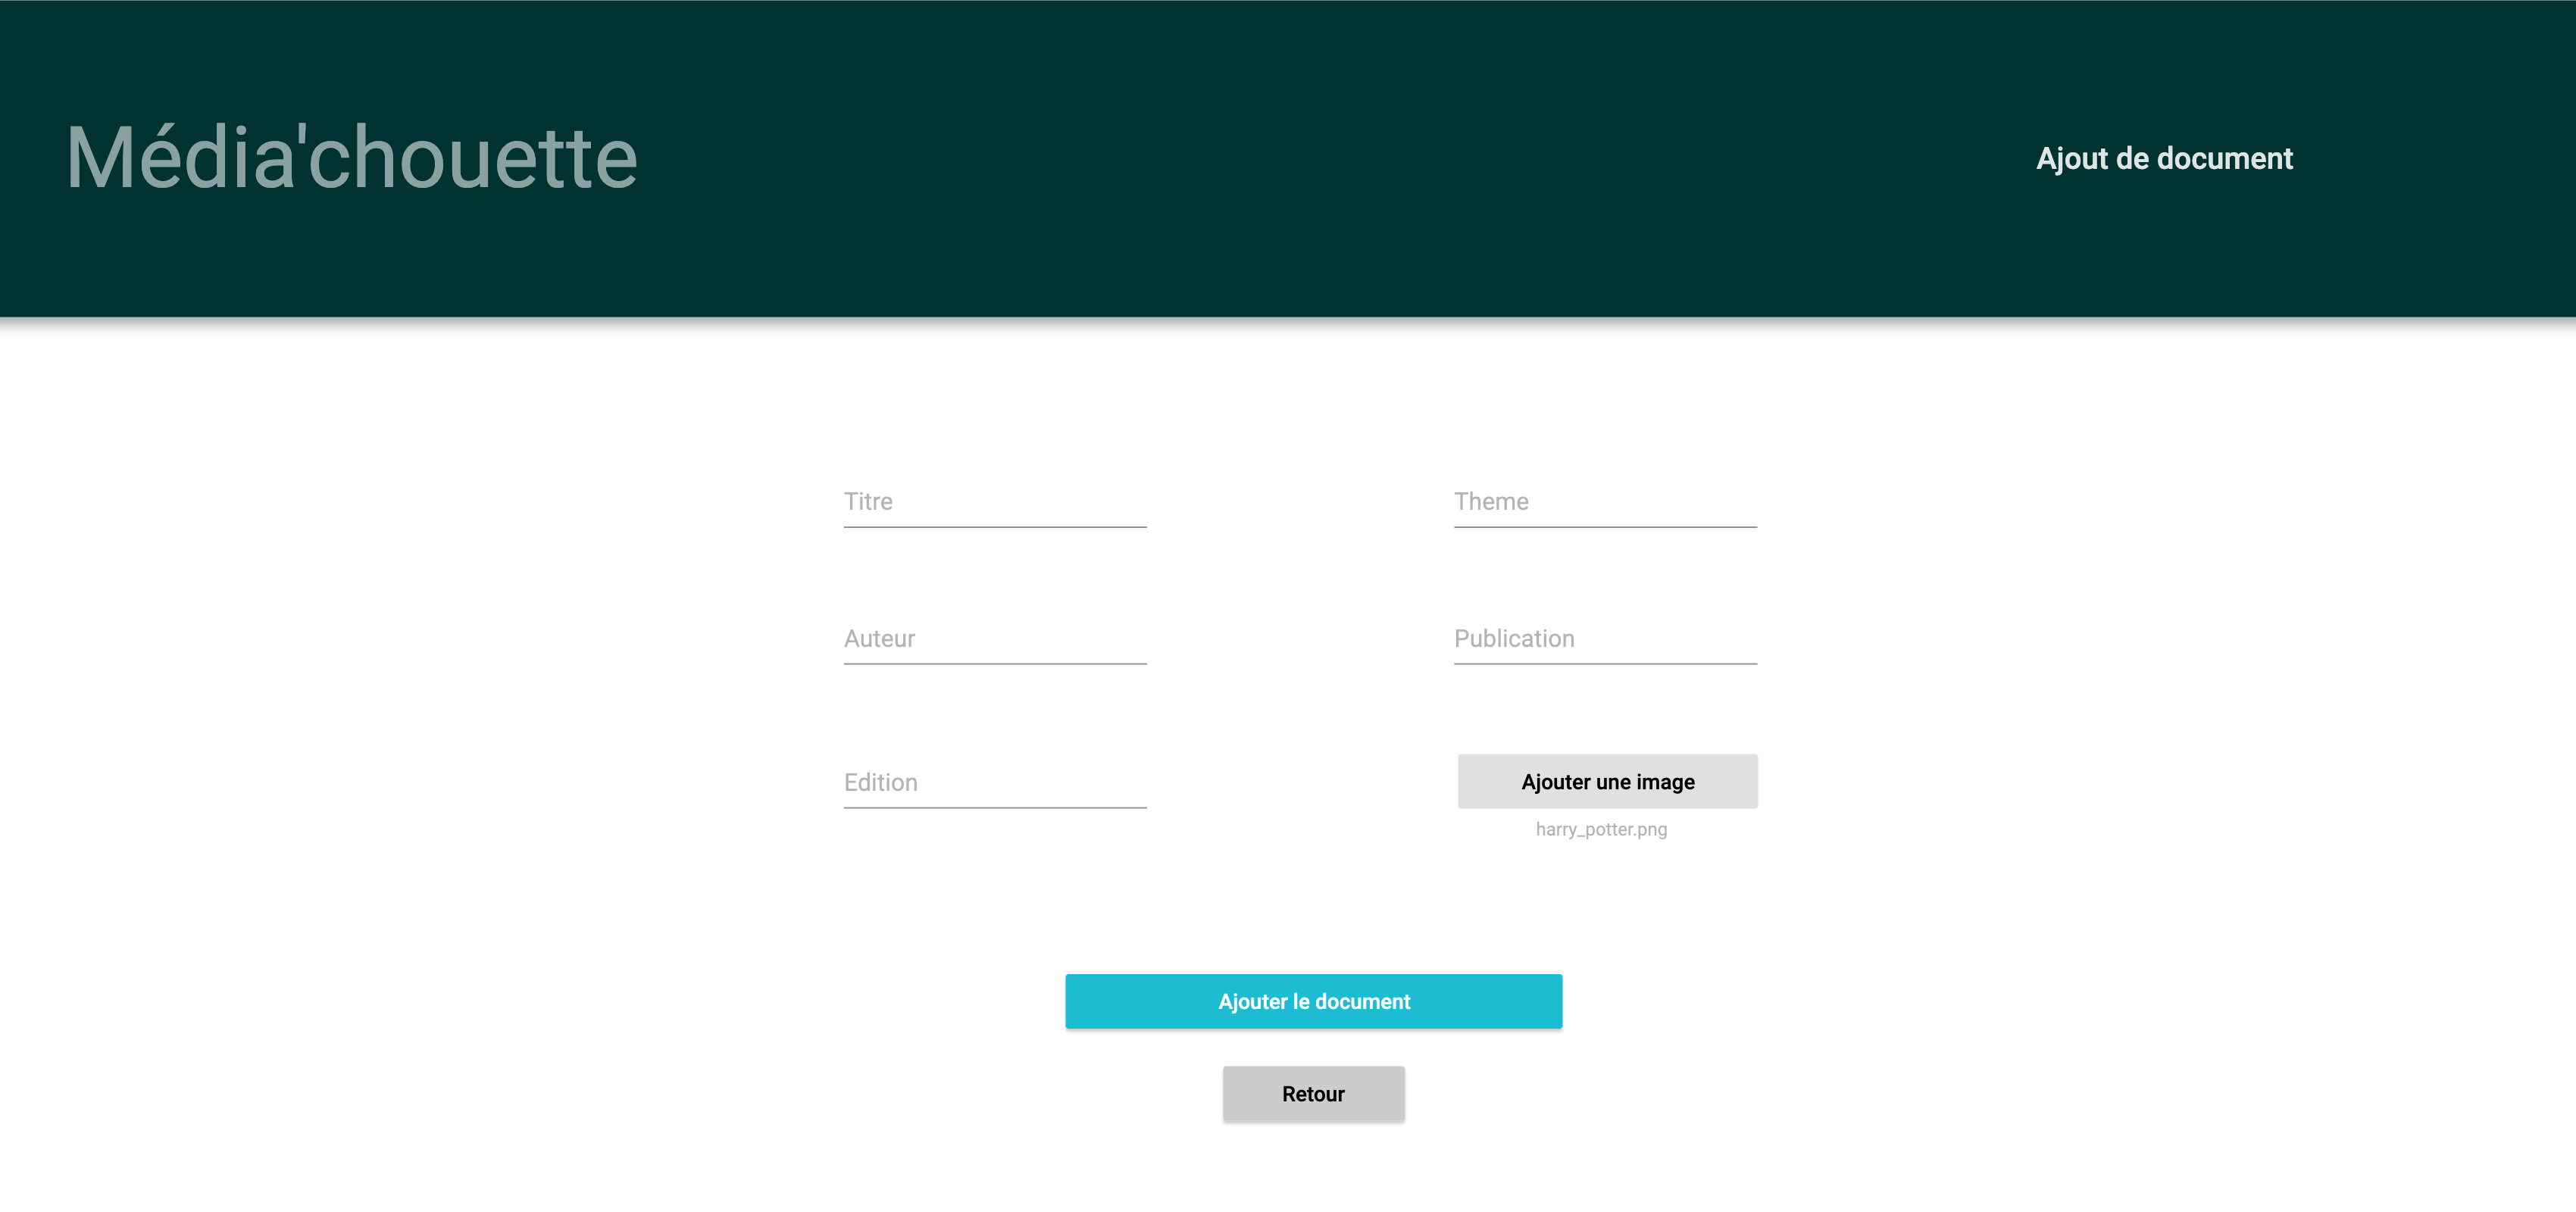 Média'chouette
Ajout de document
Titre
Theme
Auteur
Publication
Edition
Ajouter une image
harry_potter.png
Ajouter le document
Retour